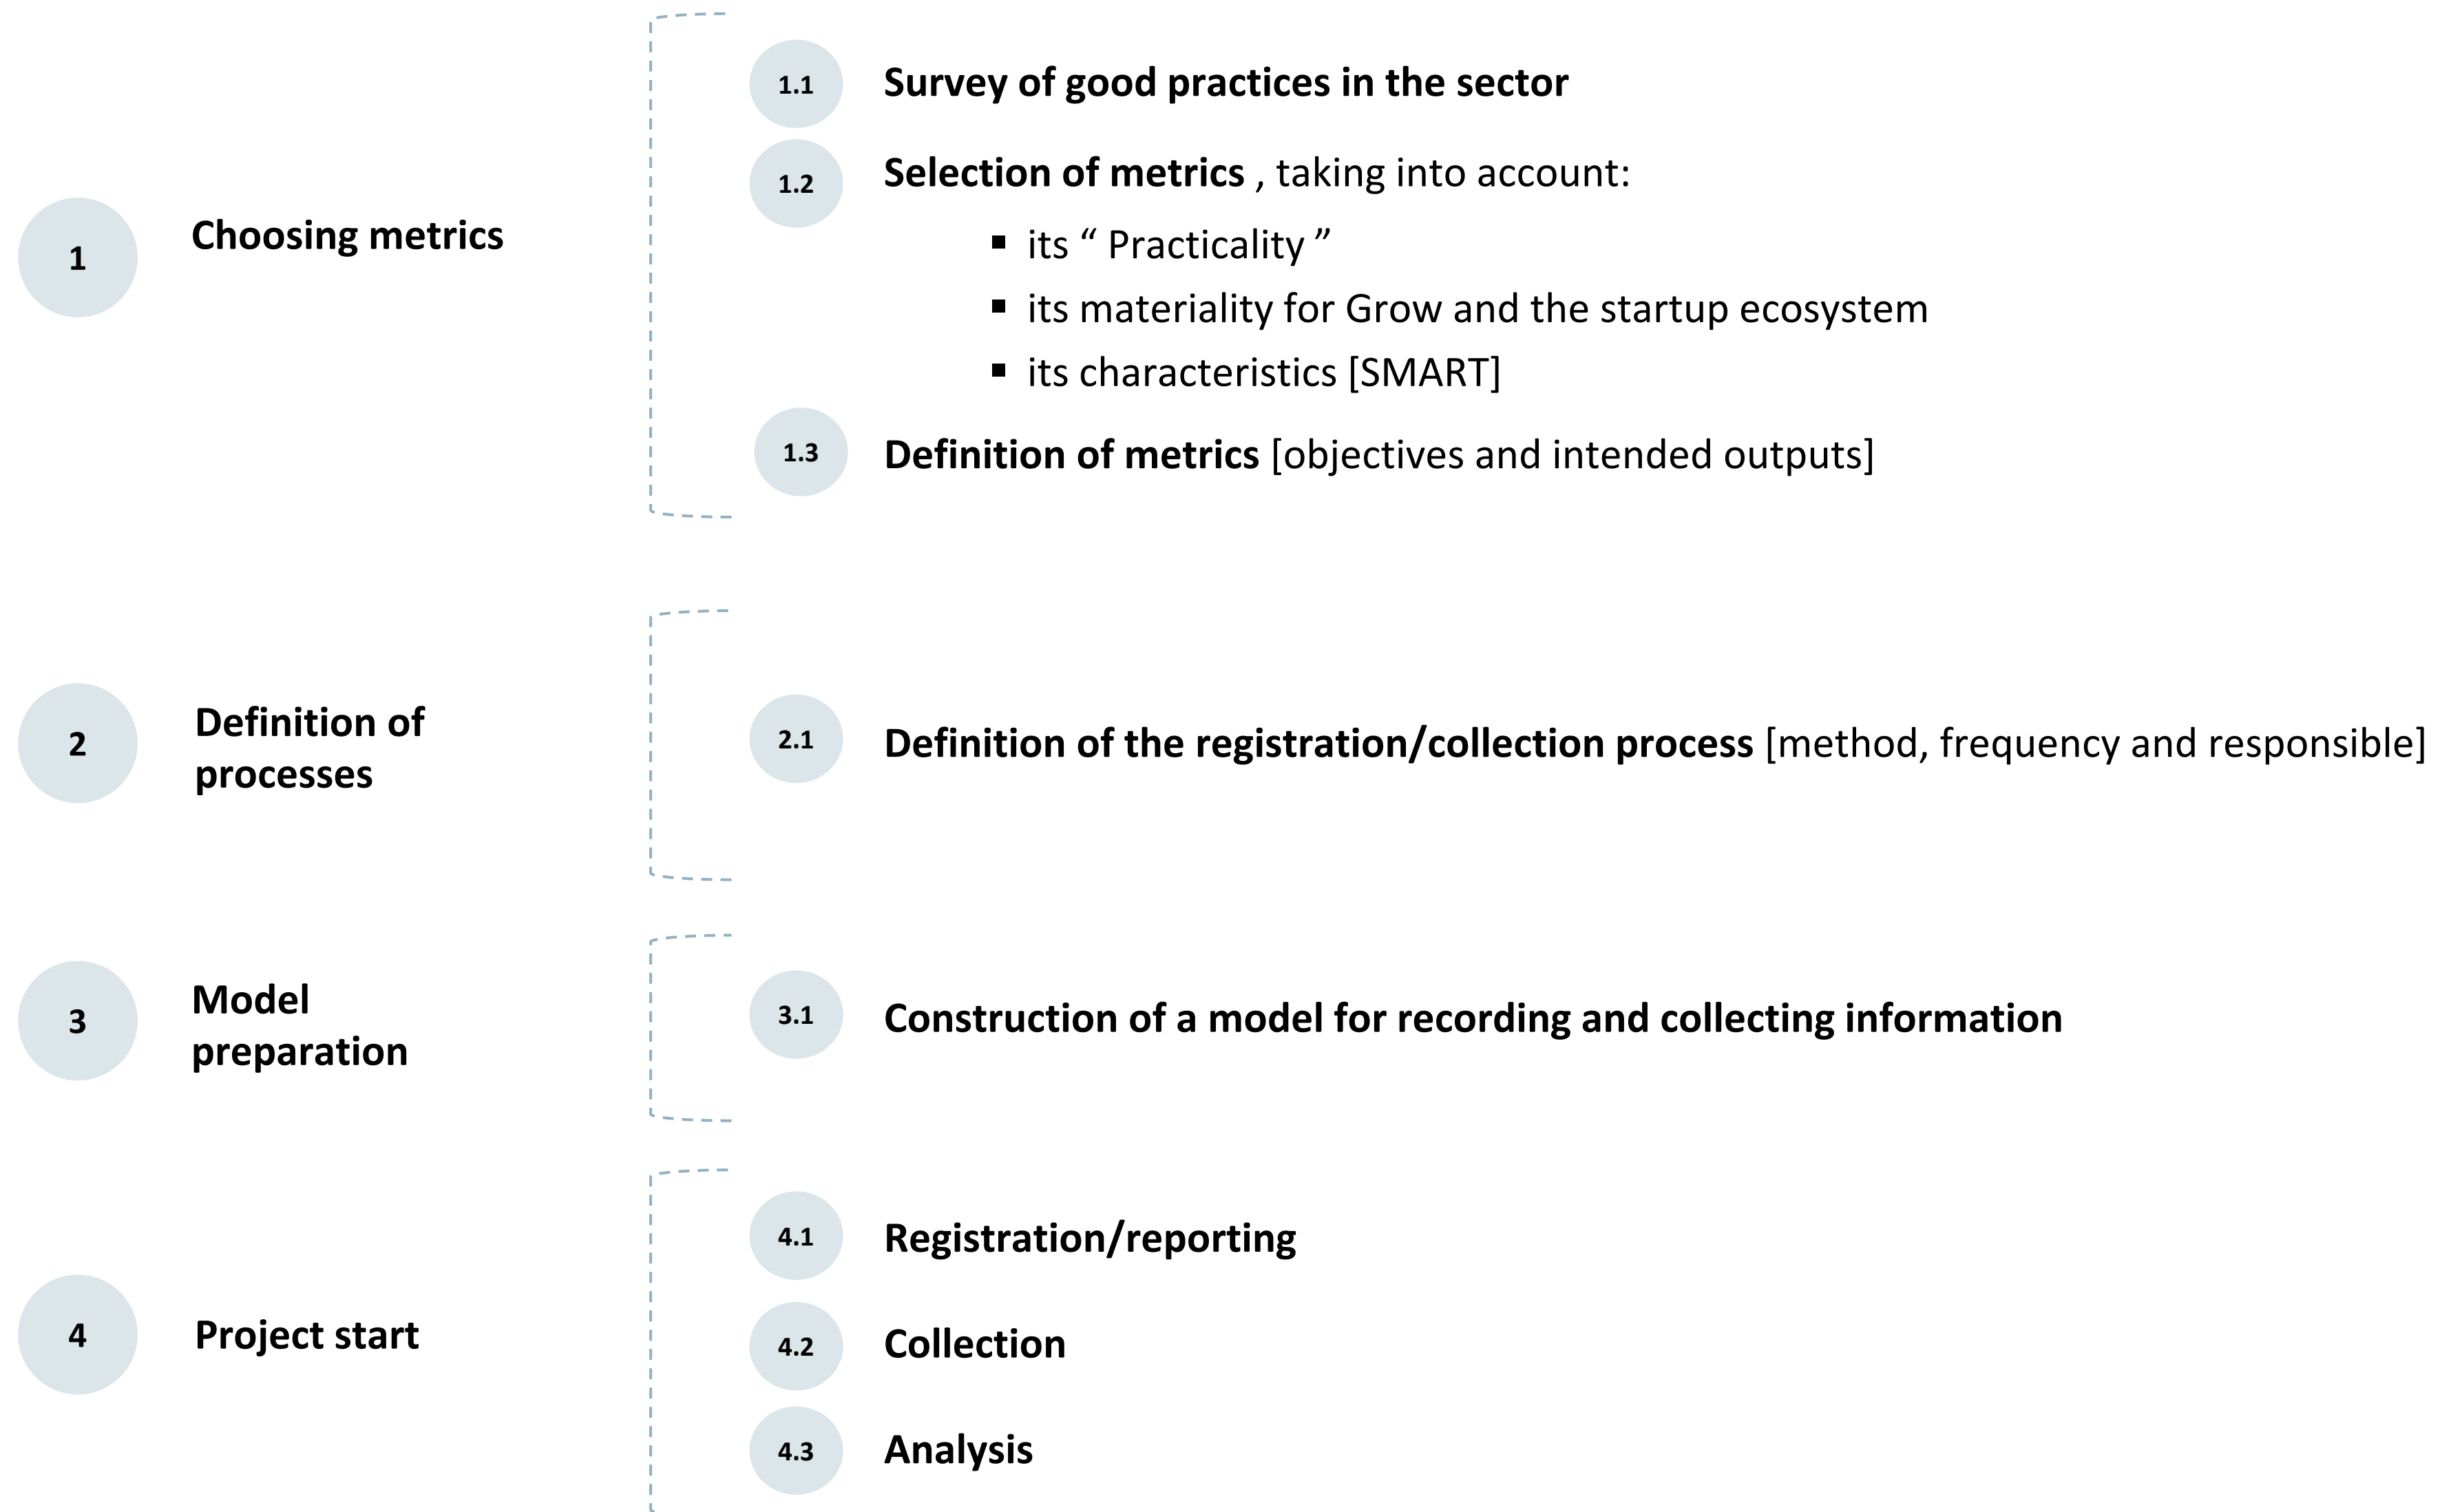 1
Choosing metrics
1.1
Survey of good practices in the sector
1.2
Selection of metrics , taking into account:
▪ its “ Practicality ”
▪ its materiality for Grow and the startup ecosystem
▪ its characteristics [SMART]
1.3
Definition of metrics [objectives and intended outputs]
2
Definition of
processes
2.1
Definition of the registration/collection process [method, frequency and responsible]
3
Model
preparation
3.1
Construction of a model for recording and collecting information
4
Project start
4.1
Registration/reporting
4.2
Collection
4.3
Analysis